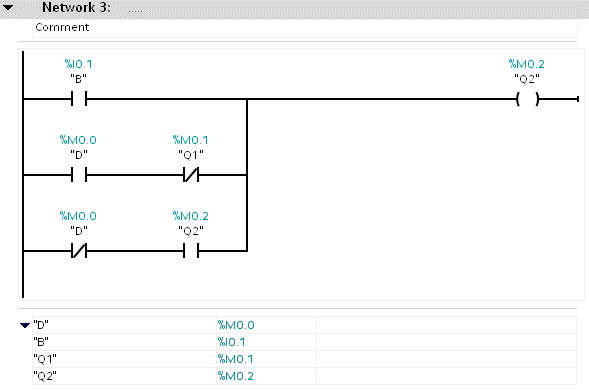 Network 3: .....
Comment
%I0.1 %M0.2
"B" "Q2"
%M0.0 %M0.1
"D" "Q1"
%M0.0 %M0.2
"D" "Q2"
"D" %M0.0
"B" %I0.1
"Q1" %M0.1
"Q2" %M0.2